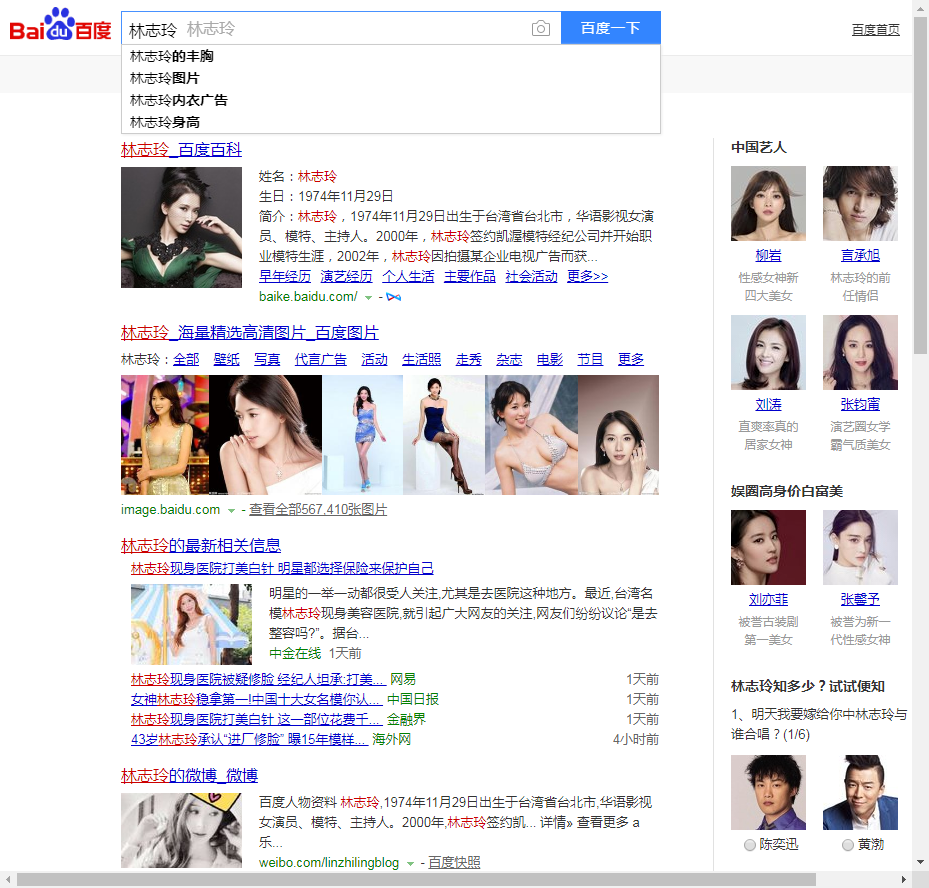 Bai du 百度
林志玲 林志玲
百度一下
百度首页
林志玲的丰胸
林志玲图片
林志玲内衣广告
林志玲身高
林志玲_百度百科
姓名：林志玲
生日：1974年11月29日
简介：林志玲，1974年11月29日出生于台湾省台北市，华语影视女演
员、模特、主持人。2000年，林志玲签约凯渥模特经纪公司并开始职
业模特生涯，2002年，林志玲因拍摄某企业电视广告而获...
早年经历 演艺经历 个人生活 主要作品 社会活动 更多>>
baike.baidu.com/ -
林志玲_海量精选高清图片_百度图片
林志玲：全部 壁纸 写真 代言广告 活动 生活照 走秀 杂志 电影 节目 更多
image.baidu.com - 查看全部567,410张图片
林志玲的最新相关信息
林志玲现身医院打美白针 明星都选择保险来保护自己
明星的一举一动都很受人关注,尤其是去医院这种地方。最近,台湾名
模林志玲现身美容医院,就引起广大网友的关注,网友们纷纷议论“是去
整容吗?”。据台...
中金在线 1天前
林志玲现身医院被疑修脸 经纪人坦承:打美... 网易 1天前
女神林志玲稳拿第一!中国十大女名模你认... 中国日报 1天前
林志玲现身医院打美白针 这一部位花费千... 金融界 1天前
43岁林志玲承认“进厂修脸” 曝15年模样... 海外网 4小时前
林志玲的微博_微博
百度人物资料 林志玲,1974年11月29日出生于台湾省台北市,华语影视
女演员、模特、主持人。2000年,林志玲签约凯... 详情» 查看更多 a
乐...
weibo.com/linzhilingblog - 百度快照
中国艺人
柳岩 言承旭
性感女神新 林志玲的前
四大美女 任情侣
刘涛 张钧甯
直爽率真的 演艺圈女学
居家女神 霸气质美女
娱圈高身价白富美
刘亦菲 张馨予
被誉古装剧 被誉为新一
第一美女 代性感女神
林志玲知多少？试试便知
1、明天我要嫁给你中林志玲与
谁合唱？(1/6)
陈奕迅 黄渤